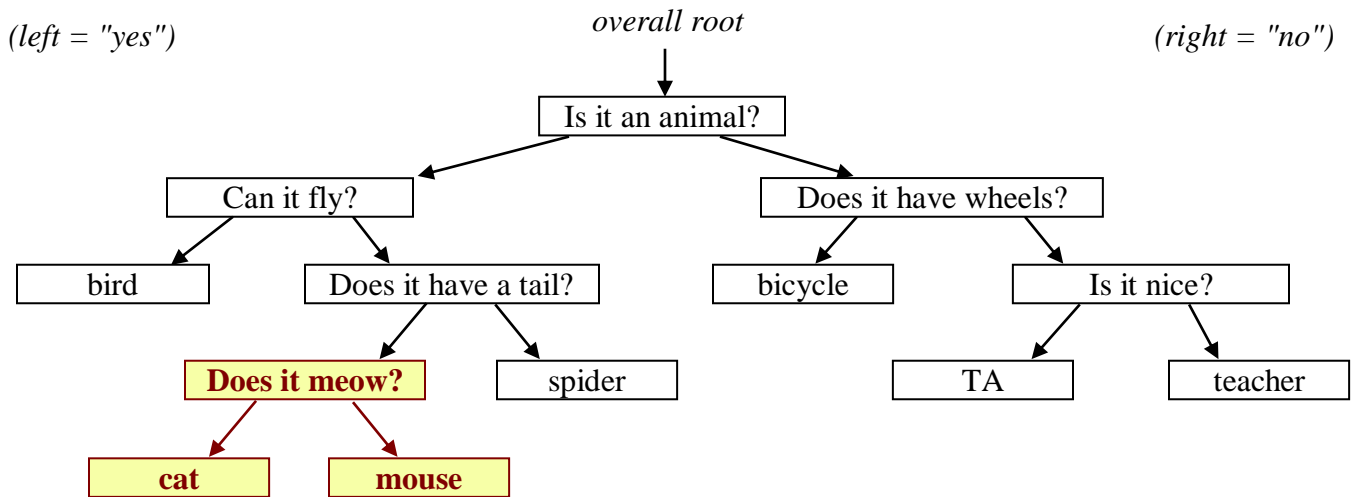 (left = "yes")
overall root
(right = "no")
Is it an animal?
Can it fly?
Does it have wheels?
bird
Does it have a tail?
bicycle
Is it nice?
Does it meow?
spider
TA
teacher
cat
mouse